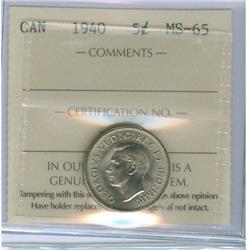 CAN 1940 5¢ MS-65
— COMMENTS —
— CERTIFICATION NO. —
GEORGIVS VI D:G:REX ET IND:IMP:
IN OU IS A
GENU EM.
Tampering with this s gs above opinion
Have holder replac al not intact.